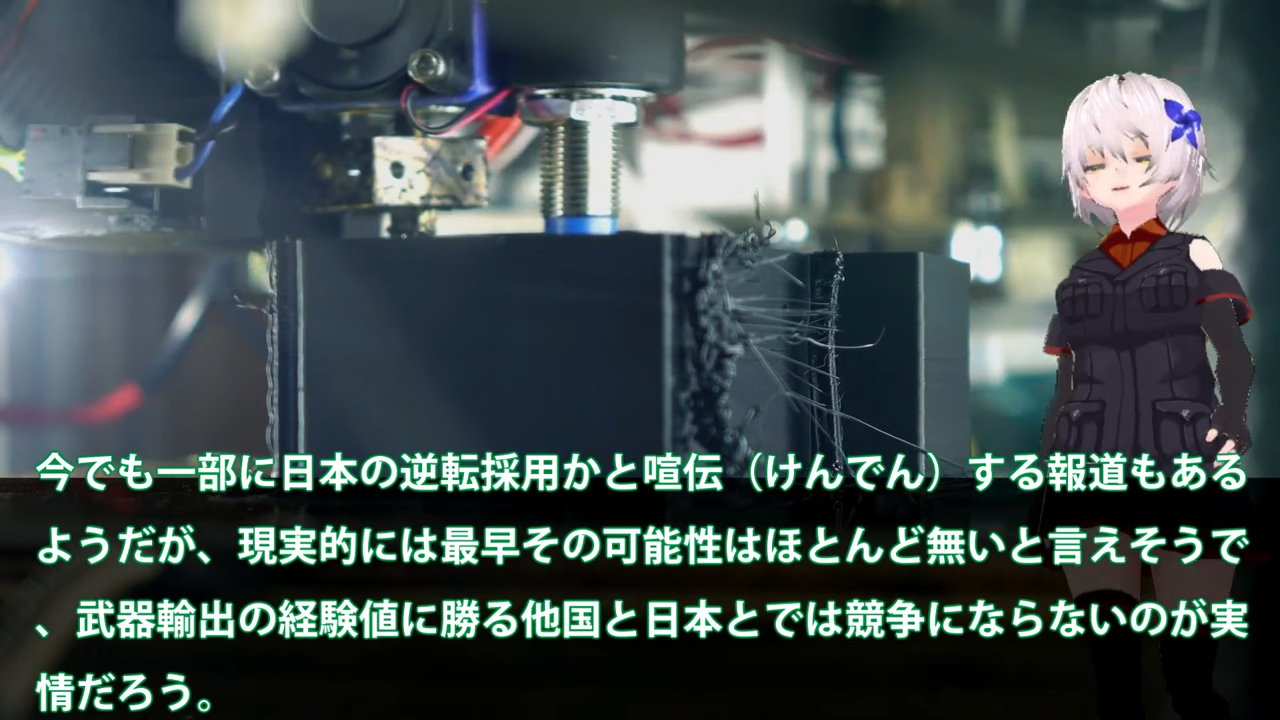 今でも一部に日本の逆転採用かと喧伝（けんでん）する報道もある
ようだが、現実的には最早その可能性はほとんど無いと言えそうで
、武器輸出の経験値に勝る他国と日本とでは競争にならないのが実
情だろう。